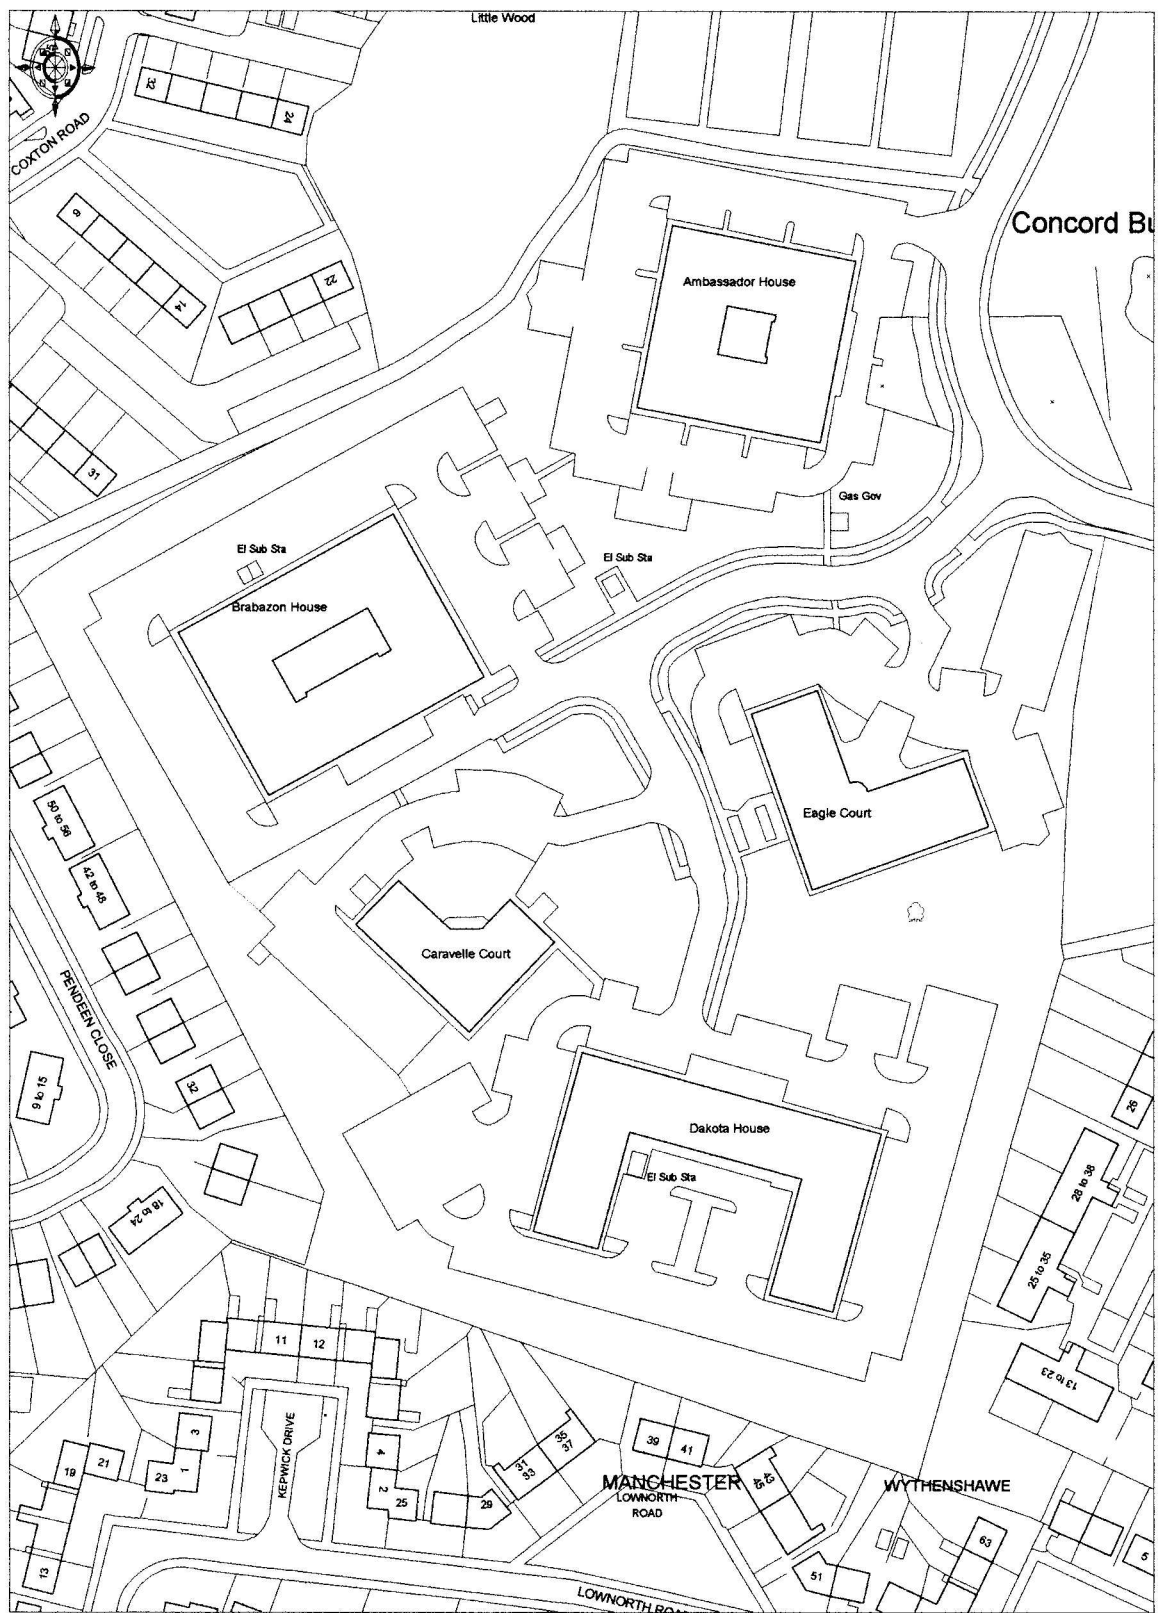 Little Wood
32
24
COXTON ROAD
6
14
22
31
Concord Bu
Ambassador House
Gas Gov
El Sub Sta
El Sub Sta
Brabazon House
Eagle Court
50 to 56
42 to 48
Caravelle Court
PENDEEN CLOSE
9 to 15
32
18 to 24
Dakota House
El Sub Sta
26
28 to 38
25 to 35
13 to 23
11
12
3
1
23
21
19
13
KEPWICK DRIVE
4
2
25
29
31
33
35
37
39
41
43
45
MANCHESTER
LOWNORTH
ROAD
WYTHENSHAWE
63
51
5
LOWNORTH ROAD